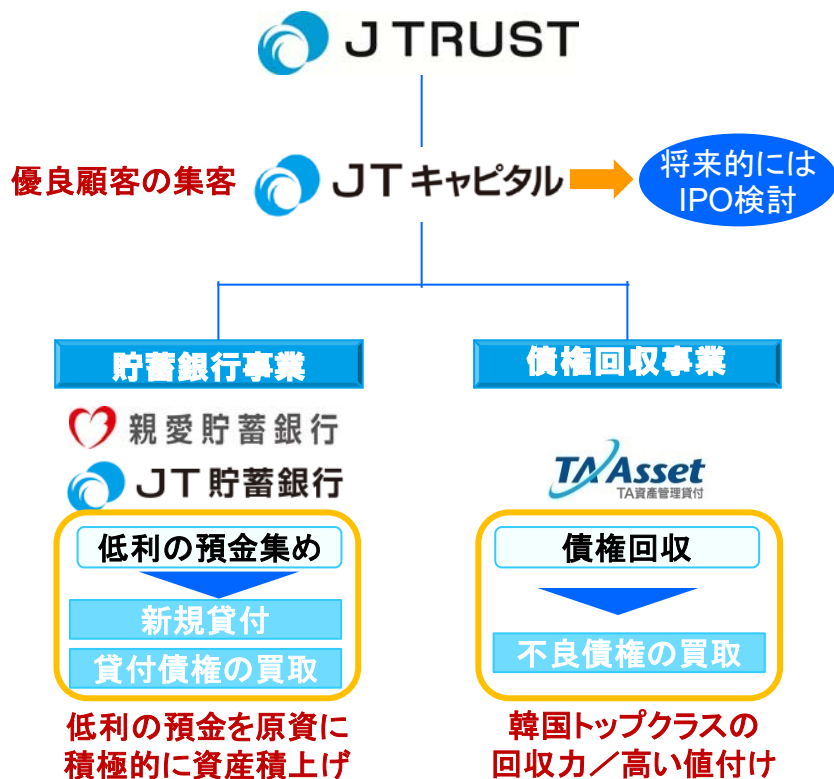 J TRUST
優良顧客の集客
JTキャピタル
将来的には
IPO検討
貯蓄銀行事業
親愛貯蓄銀行
JT貯蓄銀行
低利の預金集め
新規貸付
貸付債権の買取
低利の預金を原資に
積極的に資産積上げ
債権回収事業
TA Asset
TA資産管理貸付
債権回収
不良債権の買取
韓国トップクラスの
回収力／高い値付け